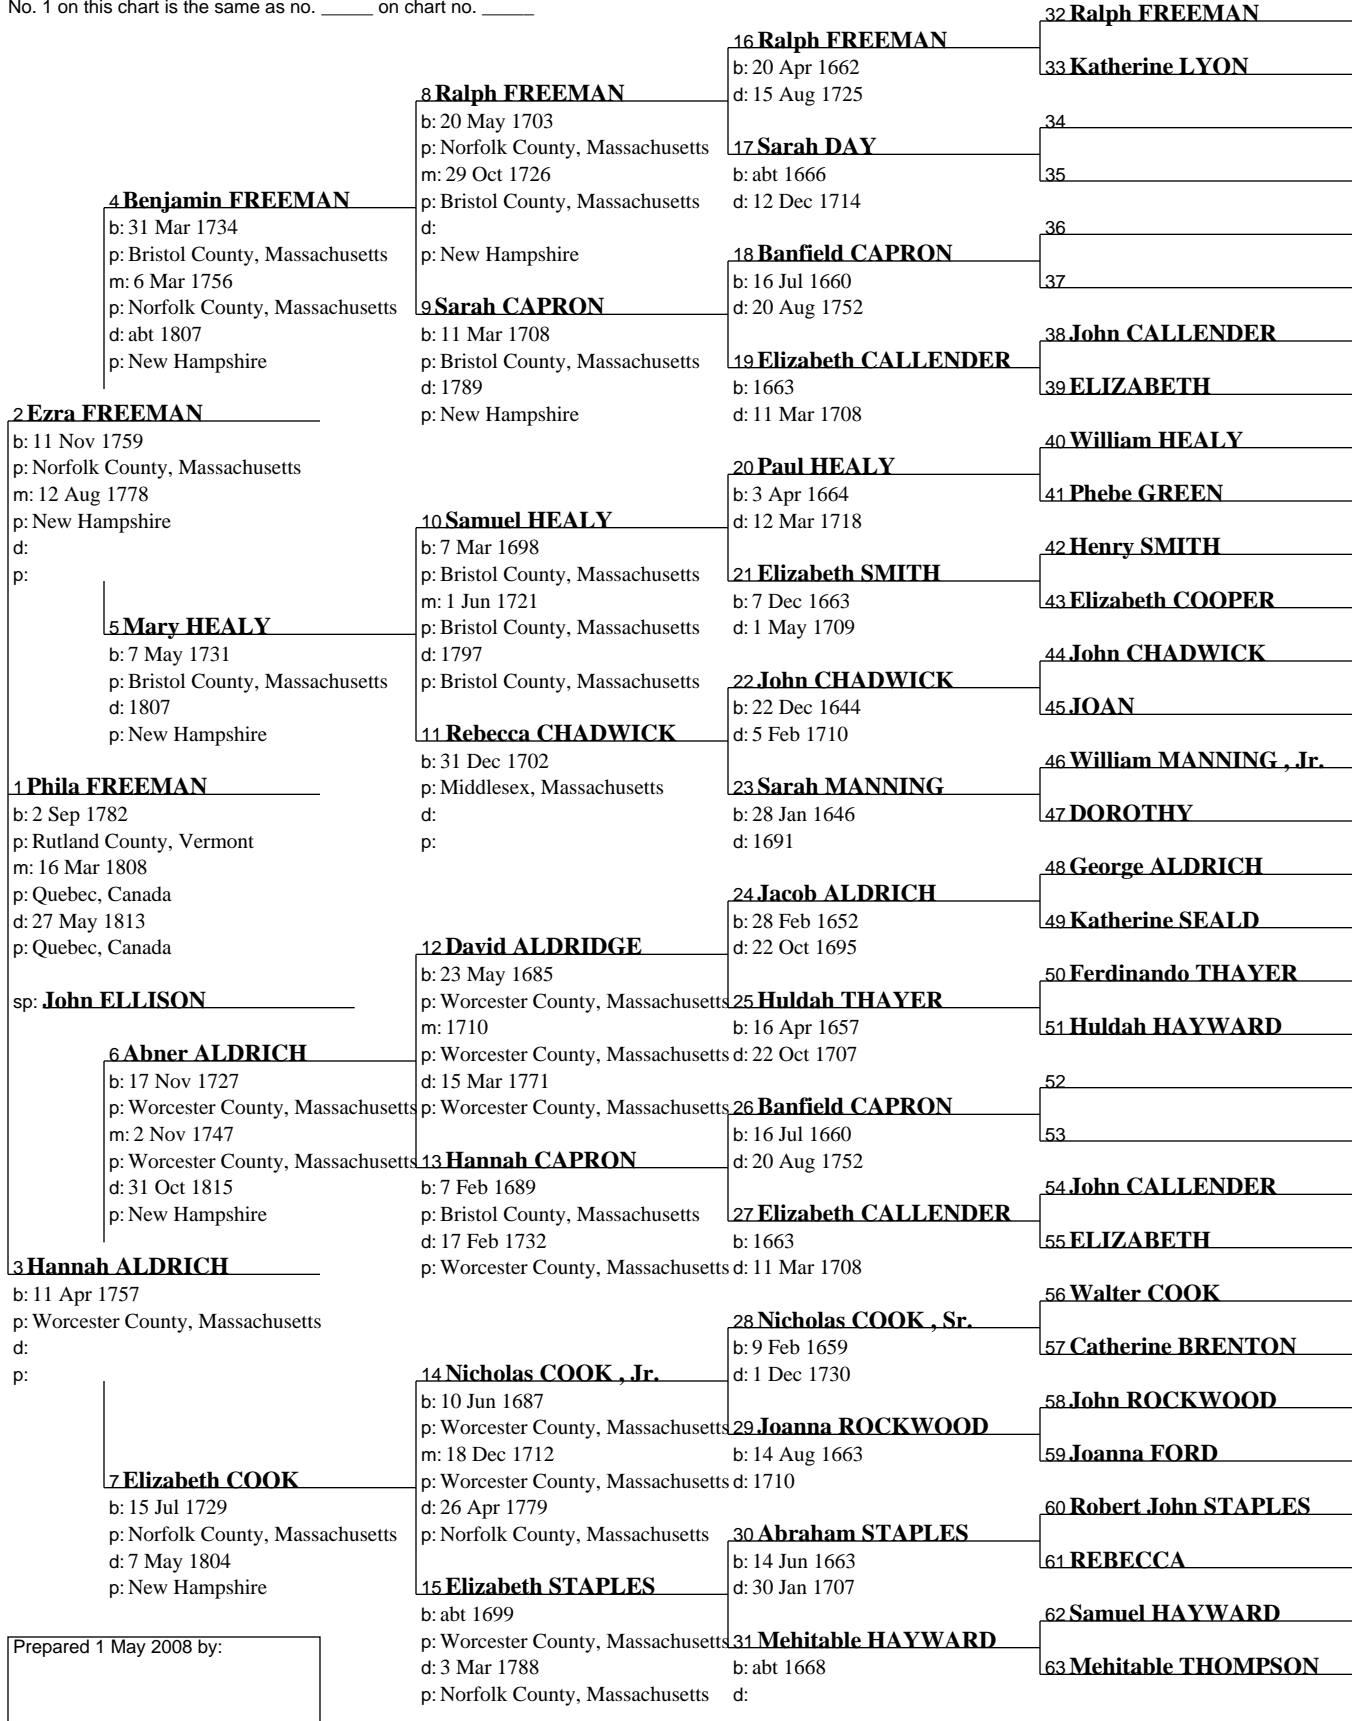 No. 1 on this chart is the same as no. _____ on chart no. _____
1 Phila FREEMAN
b: 2 Sep 1782
p: Rutland County, Vermont
m: 16 Mar 1808
p: Quebec, Canada
d: 27 May 1813
p: Quebec, Canada
sp: John ELLISON
2 Ezra FREEMAN
b: 11 Nov 1759
p: Norfolk County, Massachusetts
m: 12 Aug 1778
p: New Hampshire
d:
p:
3 Hannah ALDRICH
b: 11 Apr 1757
p: Worcester County, Massachusetts
d:
p:
4 Benjamin FREEMAN
b: 31 Mar 1734
p: Bristol County, Massachusetts
m: 6 Mar 1756
p: Norfolk County, Massachusetts
d: abt 1807
p: New Hampshire
5 Mary HEALY
b: 7 May 1731
p: Bristol County, Massachusetts
d: 1807
p: New Hampshire
6 Abner ALDRICH
b: 17 Nov 1727
p: Worcester County, Massachusetts
m: 2 Nov 1747
p: Worcester County, Massachusetts
d: 31 Oct 1815
p: New Hampshire
7 Elizabeth COOK
b: 15 Jul 1729
p: Norfolk County, Massachusetts
d: 7 May 1804
p: New Hampshire
8 Ralph FREEMAN
b: 20 May 1703
p: Norfolk County, Massachusetts
m: 29 Oct 1726
p: Bristol County, Massachusetts
d:
p: New Hampshire
9 Sarah CAPRON
b: 11 Mar 1708
p: Bristol County, Massachusetts
d: 1789
p: New Hampshire
10 Samuel HEALY
b: 7 Mar 1698
p: Bristol County, Massachusetts
m: 1 Jun 1721
p: Bristol County, Massachusetts
d: 1797
p: Bristol County, Massachusetts
11 Rebecca CHADWICK
b: 31 Dec 1702
p: Middlesex, Massachusetts
d:
p:
12 David ALDRIDGE
b: 23 May 1685
p: Worcester County, Massachusetts
m: 1710
p: Worcester County, Massachusetts
d: 15 Mar 1771
p: Worcester County, Massachusetts
13 Hannah CAPRON
b: 7 Feb 1689
p: Bristol County, Massachusetts
d: 17 Feb 1732
p: Worcester County, Massachusetts
14 Nicholas COOK , Jr.
b: 10 Jun 1687
p: Worcester County, Massachusetts
m: 18 Dec 1712
p: Worcester County, Massachusetts
d: 26 Apr 1779
p: Norfolk County, Massachusetts
15 Elizabeth STAPLES
b: abt 1699
p: Worcester County, Massachusetts
d: 3 Mar 1788
p: Norfolk County, Massachusetts
16 Ralph FREEMAN
b: 20 Apr 1662
d: 15 Aug 1725
17 Sarah DAY
b: abt 1666
d: 12 Dec 1714
18 Banfield CAPRON
b: 16 Jul 1660
d: 20 Aug 1752
19 Elizabeth CALLENDER
b: 1663
d: 11 Mar 1708
20 Paul HEALY
b: 3 Apr 1664
d: 12 Mar 1718
21 Elizabeth SMITH
b: 7 Dec 1663
d: 1 May 1709
22 John CHADWICK
b: 22 Dec 1644
d: 5 Feb 1710
23 Sarah MANNING
b: 28 Jan 1646
d: 1691
24 Jacob ALDRICH
b: 28 Feb 1652
d: 22 Oct 1695
25 Huldah THAYER
b: 16 Apr 1657
d: 22 Oct 1707
26 Banfield CAPRON
b: 16 Jul 1660
d: 20 Aug 1752
27 Elizabeth CALLENDER
b: 1663
d: 11 Mar 1708
28 Nicholas COOK , Sr.
b: 9 Feb 1659
d: 1 Dec 1730
29 Joanna ROCKWOOD
b: 14 Aug 1663
d: 1710
30 Abraham STAPLES
b: 14 Jun 1663
d: 30 Jan 1707
31 Mehitable HAYWARD
b: abt 1668
d:
32 Ralph FREEMAN
33 Katherine LYON
34
35
36
37
38 John CALLENDER
39 ELIZABETH
40 William HEALY
41 Phebe GREEN
42 Henry SMITH
43 Elizabeth COOPER
44 John CHADWICK
45 JOAN
46 William MANNING , Jr.
47 DOROTHY
48 George ALDRICH
49 Katherine SEALD
50 Ferdinando THAYER
51 Huldah HAYWARD
52
53
54 John CALLENDER
55 ELIZABETH
56 Walter COOK
57 Catherine BRENTON
58 John ROCKWOOD
59 Joanna FORD
60 Robert John STAPLES
61 REBECCA
62 Samuel HAYWARD
63 Mehitable THOMPSON
Prepared 1 May 2008 by: